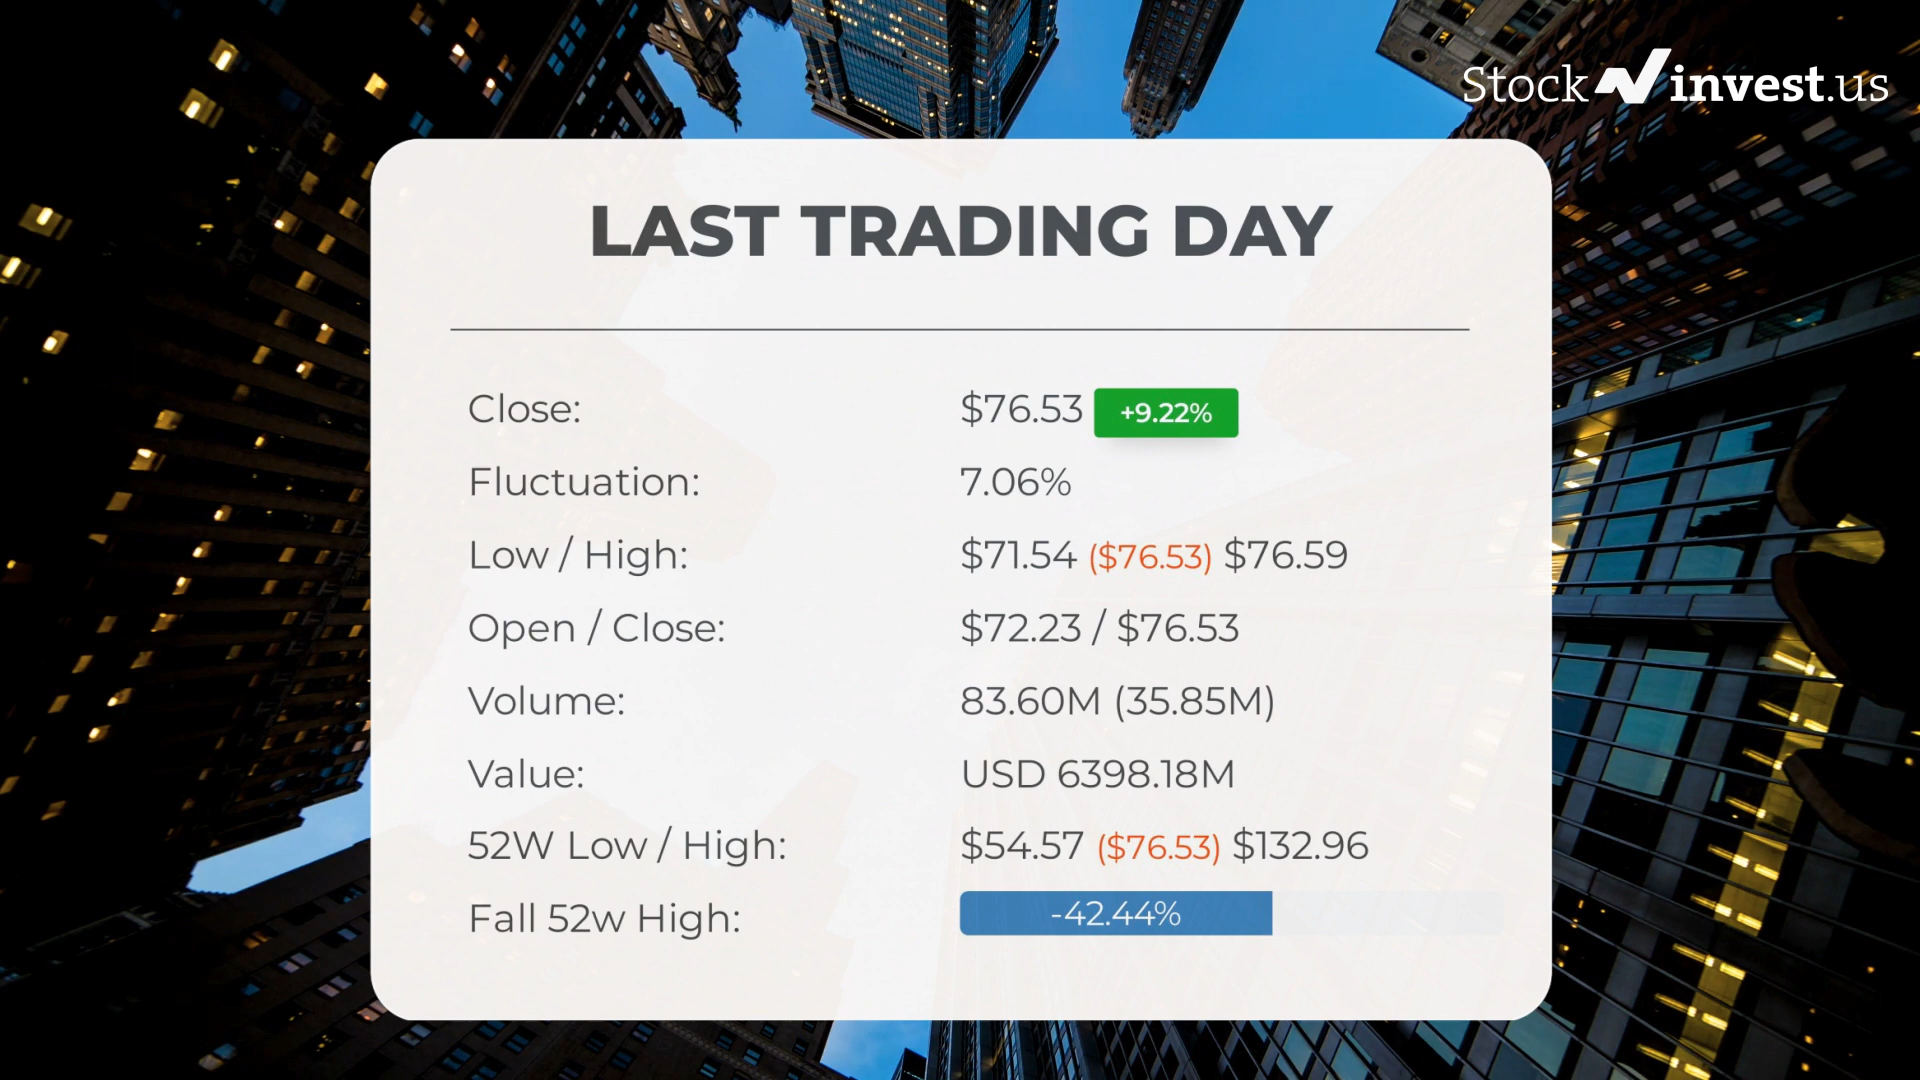 Stock invest.us
LAST TRADING DAY
Close: $76.53 +9.22%
Fluctuation: 7.06%
Low / High: $71.54 ($76.53) $76.59
Open / Close: $72.23 / $76.53
Volume: 83.60M (35.85M)
Value: USD 6398.18M
52W Low / High: $54.57 ($76.53) $132.96
Fall 52w High: -42.44%